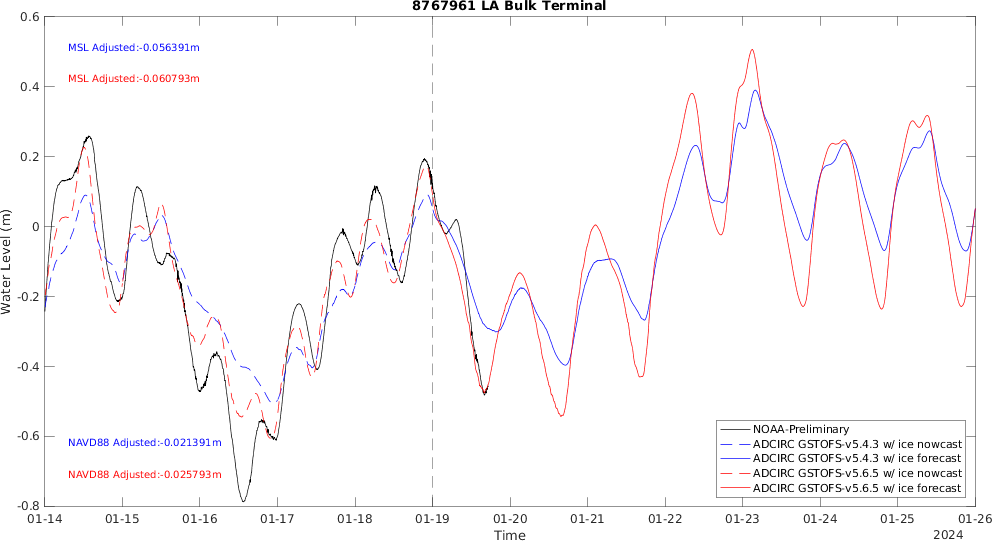 8767961 LA Bulk Terminal
0.6
0.4
0.2
0
-0.2
-0.4
-0.6
-0.8
Water Level (m)
MSL Adjusted:-0.056391m
MSL Adjusted:-0.060793m
NAVD88 Adjusted:-0.021391m
NAVD88 Adjusted:-0.025793m
NOAA-Preliminary
ADCIRC GSTOFS-v5.4.3 w/ ice nowcast
ADCIRC GSTOFS-v5.4.3 w/ ice forecast
ADCIRC GSTOFS-v5.6.5 w/ ice nowcast
ADCIRC GSTOFS-v5.6.5 w/ ice forecast
01-14 01-15 01-16 01-17 01-18 01-19 01-20 01-21 01-22 01-23 01-24 01-25 01-26
Time
2024